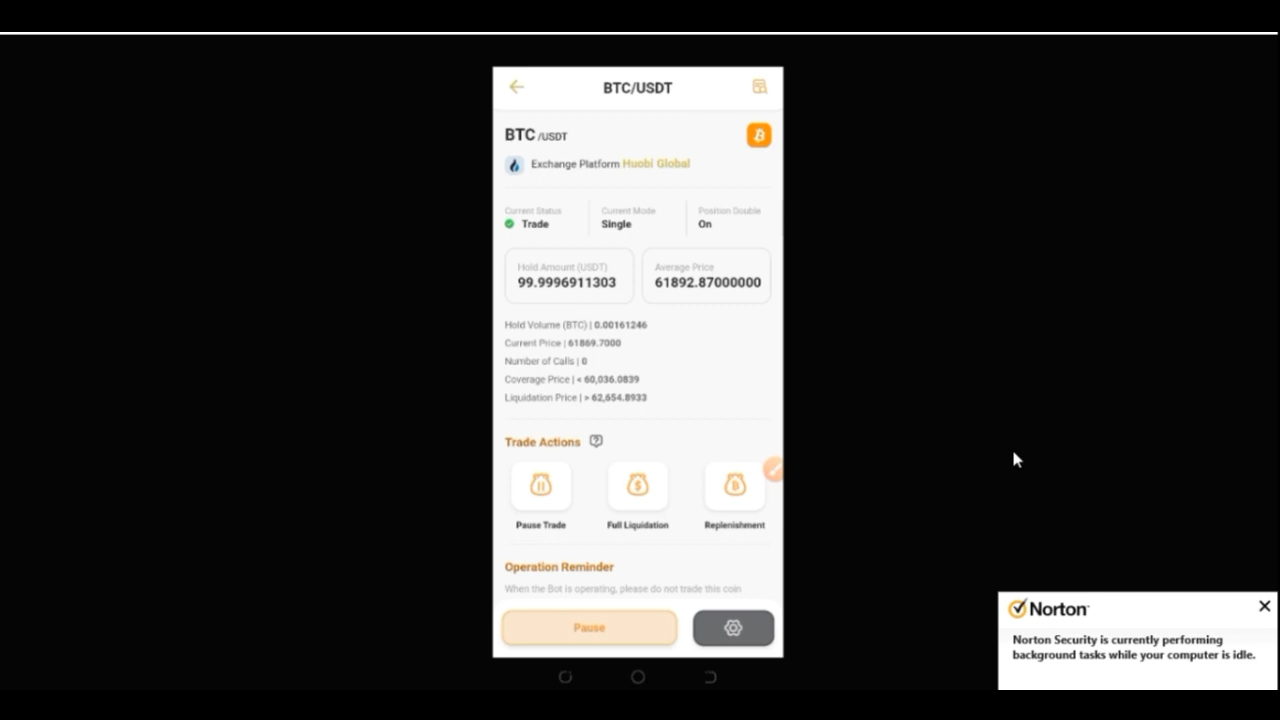 BTC/USDT
BTC /USDT
Exchange Platform Huobi Global
Current Status
Current Mode
Position Double
Trade
Single
On
Hold Amount (USDT)
Average Price
99.9996911303
61892.87000000
Hold Volume (BTC) | 0.00161246
Current Price | 61869.7000
Number of Calls | 0
Coverage Price | < 60,036.0839
Liquidation Price | > 62,654.8933
Trade Actions
Pause Trade
Full Liquidation
Replenishment
Operation Reminder
When the Bot is operating, please do not trade this coin
Pause
Norton
Norton Security is currently performing
background tasks while your computer is idle.